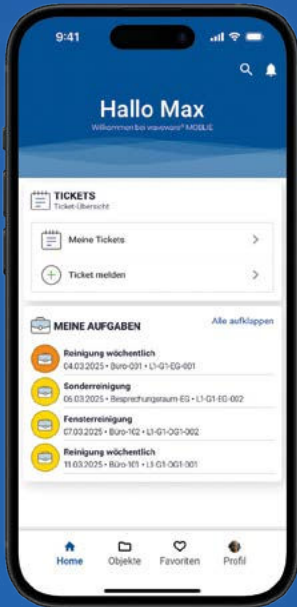 9:41
Hallo Max
Willkommen bei waveware® MOBILE
TICKETS
Ticket-Übersicht
Meine Tickets
Ticket melden
MEINE AUFGABEN
Alle aufklappen
Reinigung wöchentlich
04.03.2025 • Büro-001 • L1-G1-EG-001
Sonderreinigung
06.03.2025 • Besprechungsraum-EG • L1-G1-EG-002
Fensterreinigung
07.03.2025 • Büro-102 • L1-G1-OG1-002
Reinigung wöchentlich
11.03.2025 • Büro-101 • L1-G1-OG1-001
Home
Objekte
Favoriten
Profil